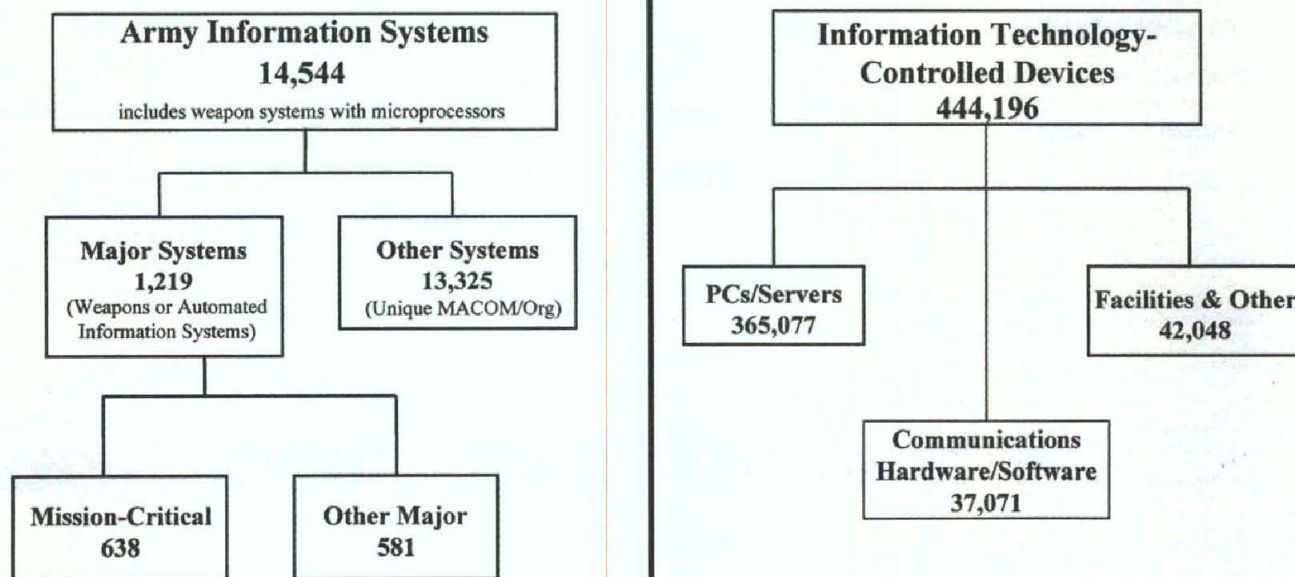 Army Information Systems
14,544
includes weapon systems with microprocessors
Major Systems
1,219
(Weapons or Automated
Information Systems)
Other Systems
13,325
(Unique MACOM/Org)
Mission-Critical
638
Other Major
581
Information Technology-
Controlled Devices
444,196
PCs/Servers
365,077
Facilities & Other
42,048
Communications
Hardware/Software
37,071